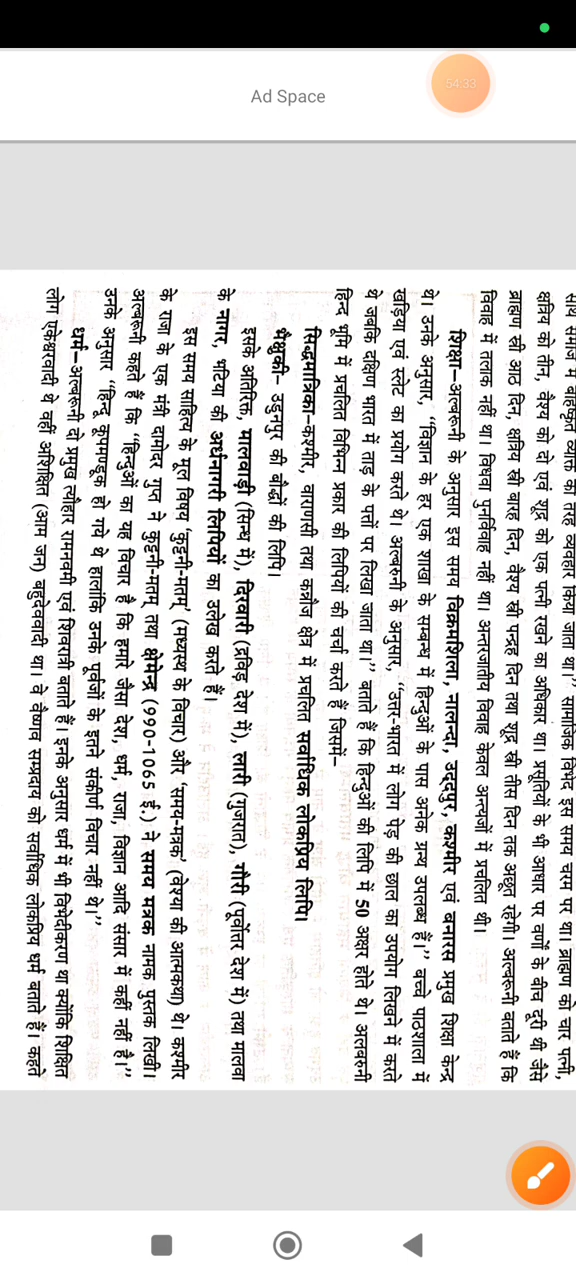 Ad Space
54:33
साथ समाज में बहिष्कृत व्यक्ति की तरह व्यवहार किया जाता था।" सामाजिक विभेद इस समय चरम पर था। ब्राह्मण को चार पत्नी,
क्षत्रिय को तीन, वैश्य को दो एवं शूद्र को एक पत्नी रखने का अधिकार था। प्रसूतियों के भी आधार पर वर्णों के बीच दूरी थी जैसे
ब्राह्मण स्त्री आठ दिन, क्षत्रिय स्त्री बारह दिन, वैश्य स्त्री पन्द्रह दिन तथा शूद्र स्त्री तीस दिन तक अछूत रहेगी। अल्बरूनी बताते हैं कि
विवाह में तलाक नहीं था। विधवा पुनर्विवाह नहीं था। अन्तरजातीय विवाह केवल अन्त्यजों में प्रचलित थी।
शिक्षा–अल्बरूनी के अनुसार इस समय विक्रमशिला, नालन्दा, उद्दपुर, कश्मीर एवं बनारस प्रमुख शिक्षा केन्द्र
थे। उनके अनुसार, "विज्ञान के हर एक शाखा के सम्बन्ध में हिन्दुओं के पास अनेक ग्रन्थ उपलब्ध हैं।" बच्चे पाठशाला में
खड़िया एवं स्लेट का प्रयोग करते थे। अल्बरुनी के अनुसार, "उत्तर-भारत में लोग पेड़ की छाल का उपयोग लिखने में करते
थे जबकि दक्षिण भारत में ताड़ के पत्तों पर लिखा जाता था।" बताते हैं कि हिन्दुओं की लिपि में 50 अक्षर होते थे। अलबरुनी
हिन्द भूमि में प्रचलित विभिन्न प्रकार की लिपियों की चर्चा करते हैं जिसमें–
सिद्धमात्रिका–कश्मीर, वाराणसी तथा कन्नौज क्षेत्र में प्रचलित सर्वाधिक लोकप्रिय लिपि।
भैक्षुकी– उडुनपुर की बौद्धों की लिपि।
इसके अतिरिक्त, मालवाड़ी (सिन्ध में), दिरवारी (द्रविड़ देश में), लारी (गुजरात), गौरी (पूर्वोत्तर देश में) तथा मालवा
के नागर, भटिया की अर्धनागरी लिपियों का उल्लेख करते हैं।
इस समय साहित्य के मूल विषय 'कुट्टनी-मतम्' (मध्यस्थ के विचार) और 'समय-मत्रक' (वेश्या की आत्मकथा) थे। कश्मीर
के राजा के एक मंत्री दामोदर गुप्त ने कुट्टनी-मतम् तथा क्षेमेन्द्र (990-1065 ई.) ने समय मत्रक नामक पुस्तक लिखी।
अल्बरूनी कहते हैं कि "हिन्दुओं का यह विचार है कि हमारे जैसा देश, धर्म, राजा, विज्ञान आदि संसार में कहीं नहीं है।"
उनके अनुसार "हिन्दू कूपमण्डूक हो गये थे हालांकि उनके पूर्वजों के इतने संकीर्ण विचार नहीं थे।"
धर्म–अल्बरूनी दो प्रमुख त्यौहार रामनवमी एवं शिवरात्री बताते हैं। इनके अनुसार धर्म में भी विभेदीकरण था क्योंकि शिक्षित
लोग एकेश्वरवादी थे वहीं अशिक्षित (आम जन) बहुदेववादी था। वे वैष्णव सम्प्रदाय को सर्वाधिक लोकप्रिय धर्म बताते हैं। कहते